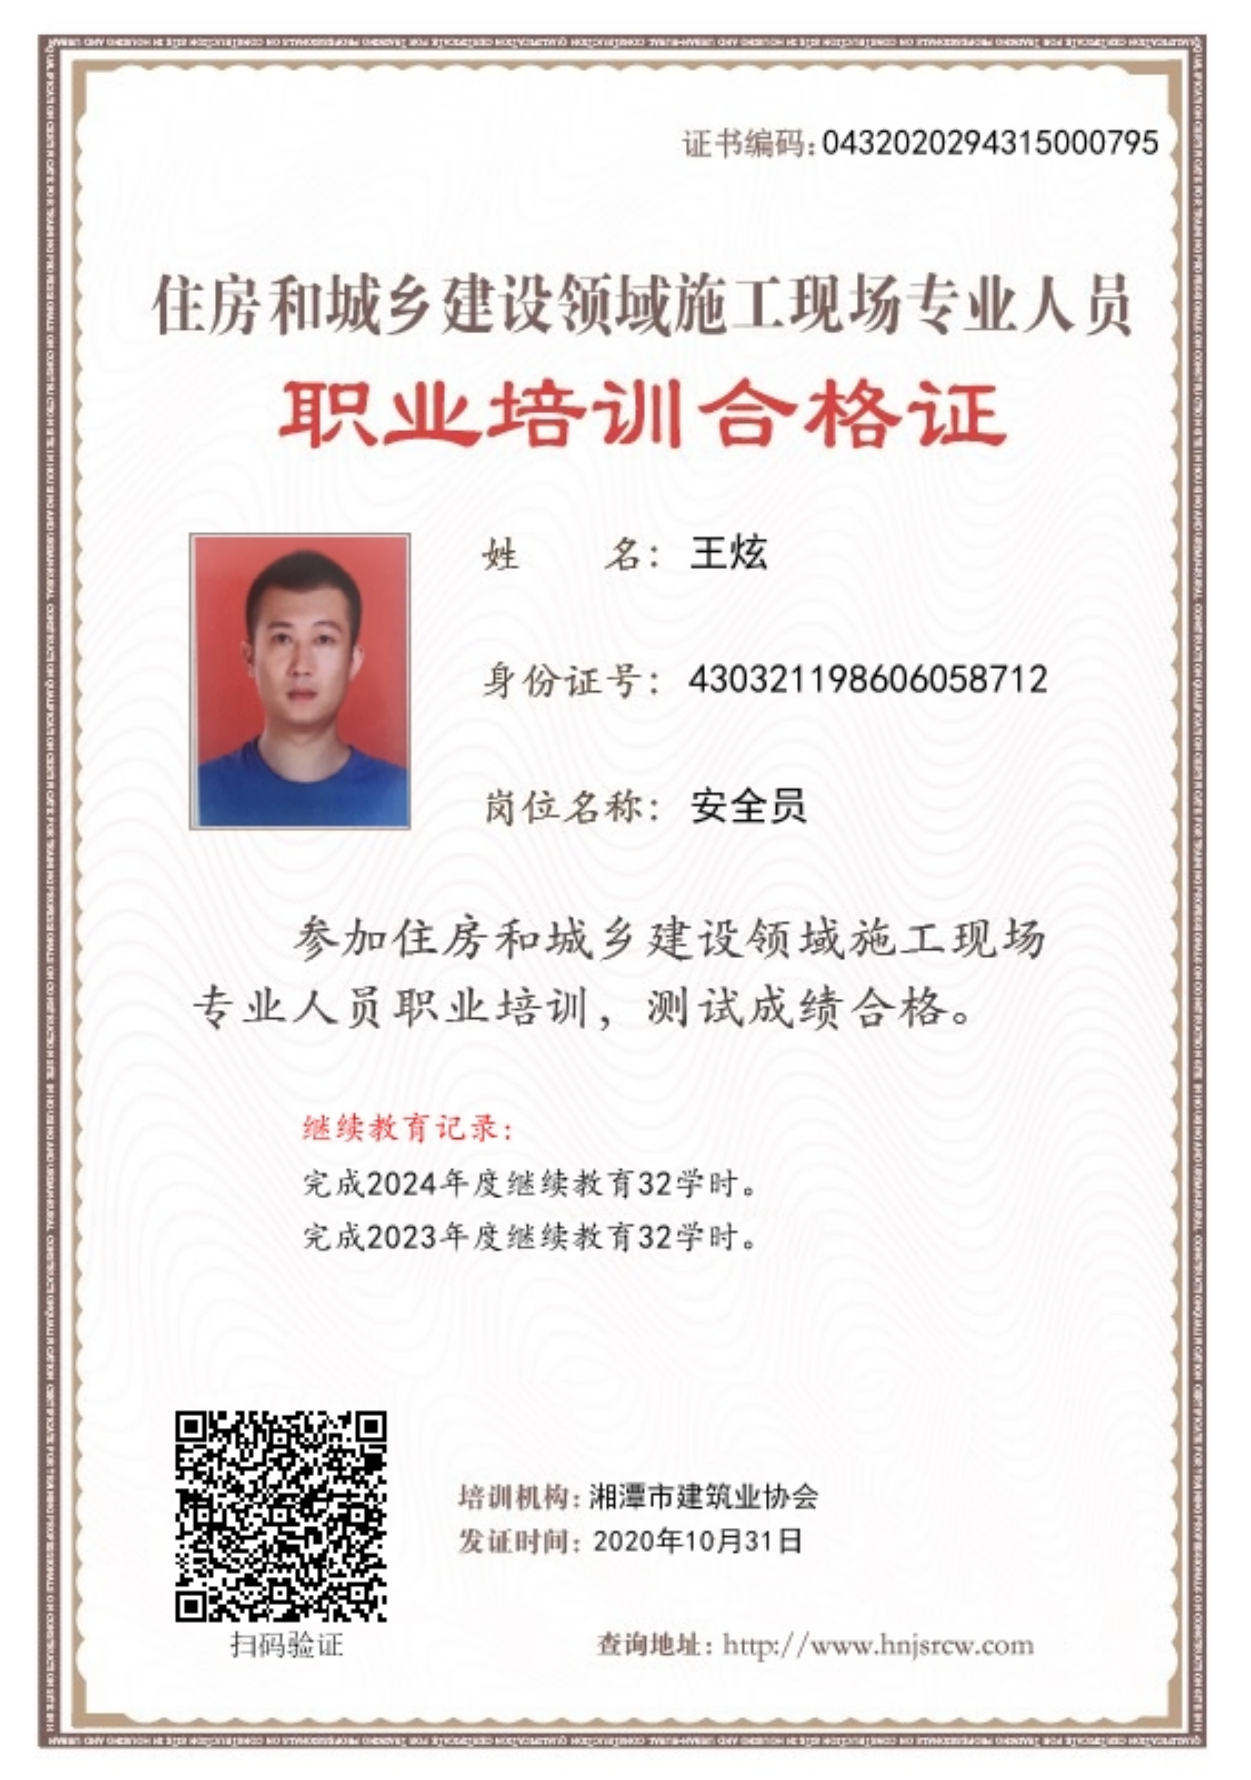 证书编码:0432020294315000795
住房和城乡建设领域施工现场专业人员
职业培训合格证
姓 名: 王炫
身份证号: 430321198606058712
岗位名称: 安全员
参加住房和城乡建设领域施工现场
专业人员职业培训，测试成绩合格。
继续教育记录:
完成2024年度继续教育32学时。
完成2023年度继续教育32学时。
培训机构: 湘潭市建筑业协会
发证时间: 2020年10月31日
扫码验证
查询地址: http://www.hnjsrcw.com